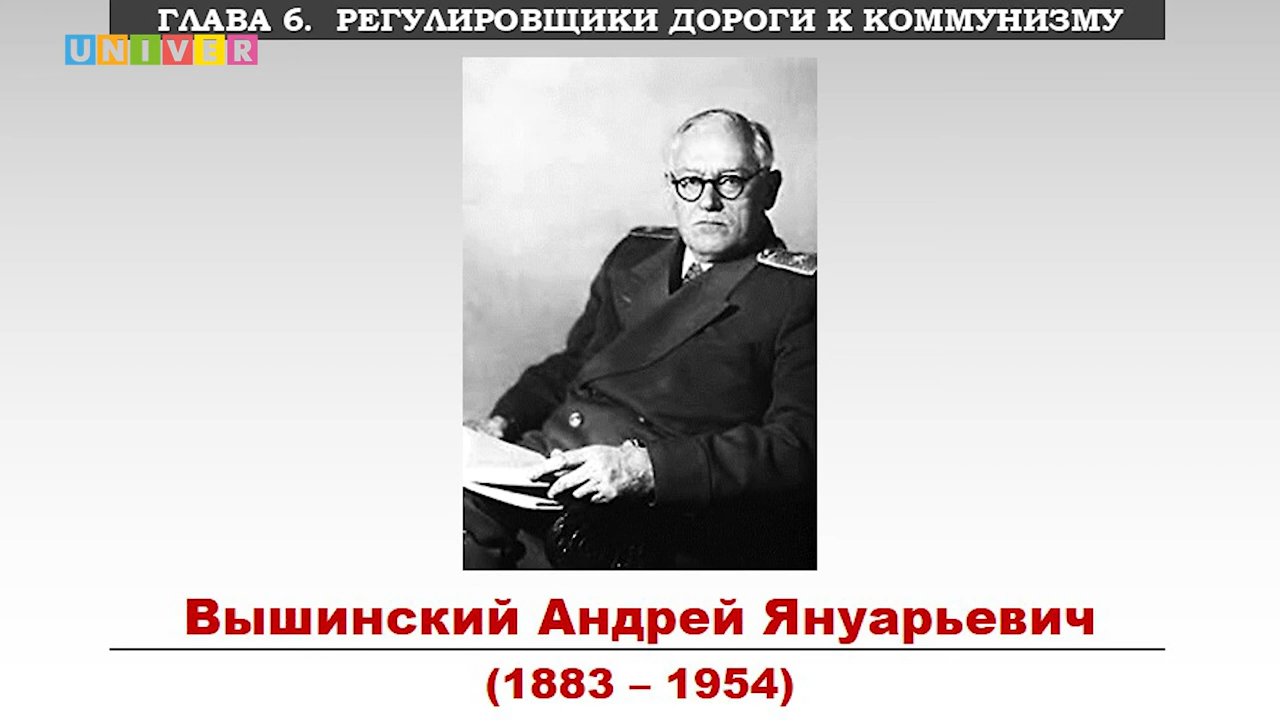 ГЛАВА 6. РЕГУЛИРОВЩИКИ ДОРОГИ К КОММУНИЗМУ
UNIVER
Вышинский Андрей Януарьевич
(1883 – 1954)